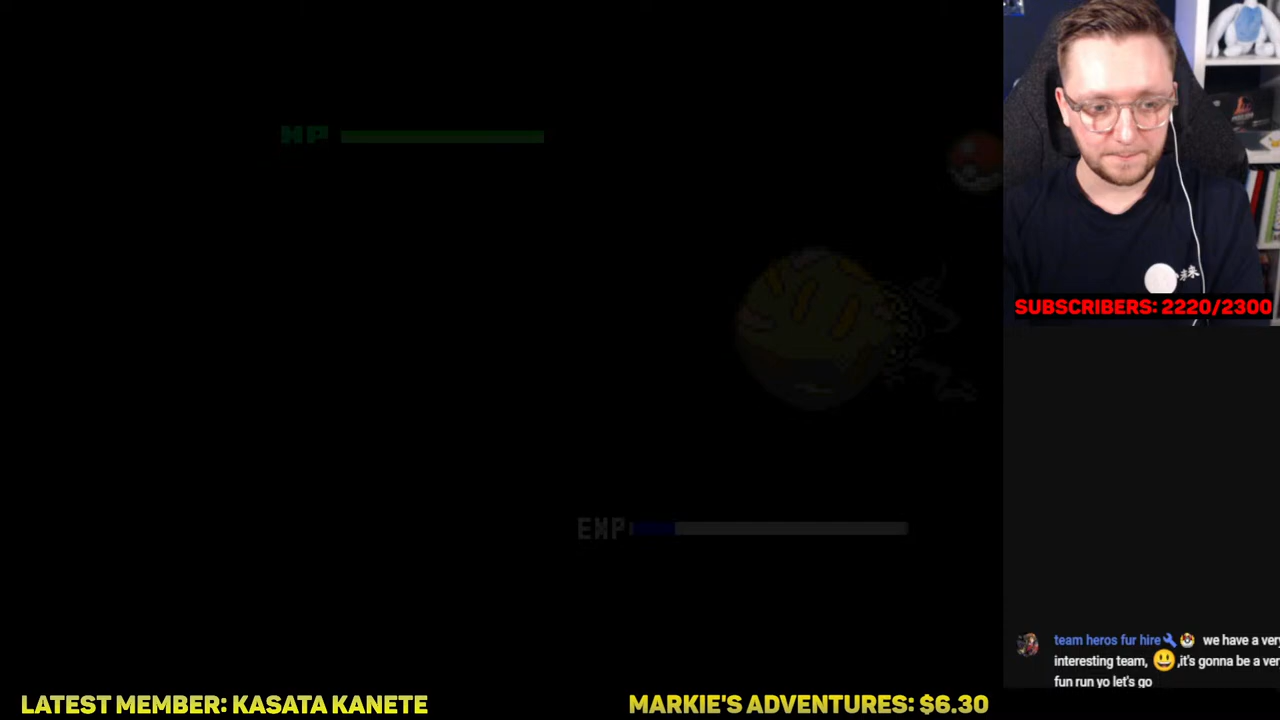 HP
EXP
SUBSCRIBERS: 2220/2300
team heros fur hire we have a very
interesting team, ,it's gonna be a ver
fun run yo let's go
LATEST MEMBER: KASATA KANETE
MARKIE'S ADVENTURES: $6.30